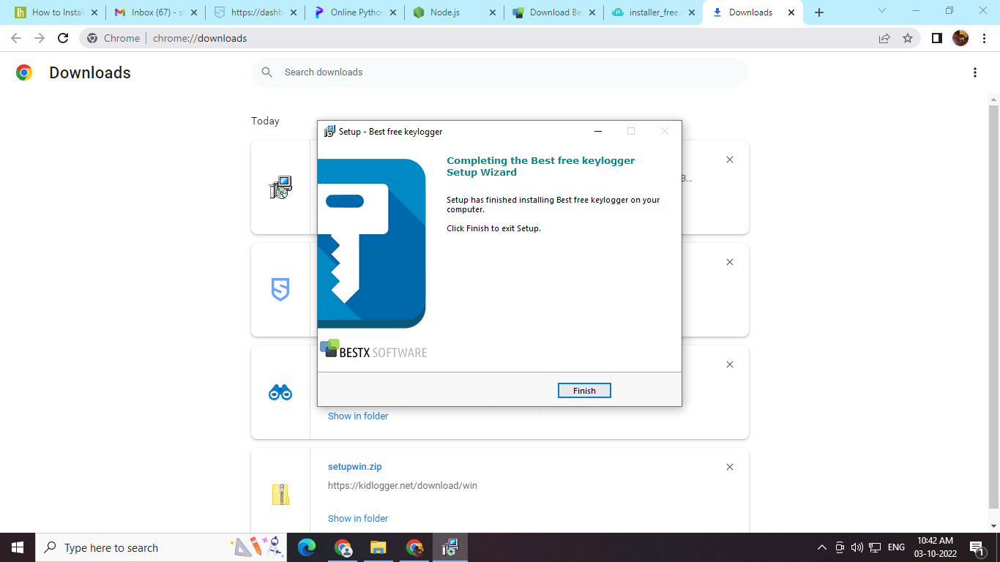 How to Install
Inbox (67) - s
https://dashb
Online Pytho
Node.js
Download Be
installer_free.
Downloads
Chrome
chrome://downloads
Downloads
Search downloads
Today
Setup - Best free keylogger
Completing the Best free keylogger
Setup Wizard
B...
Setup has finished installing Best free keylogger on your
computer.
Click Finish to exit Setup.
BESTX SOFTWARE
Finish
Show in folder
setupwin.zip
https://kidlogger.net/download/win
Show in folder
Type here to search
ENG
10:42 AM
03-10-2022
1